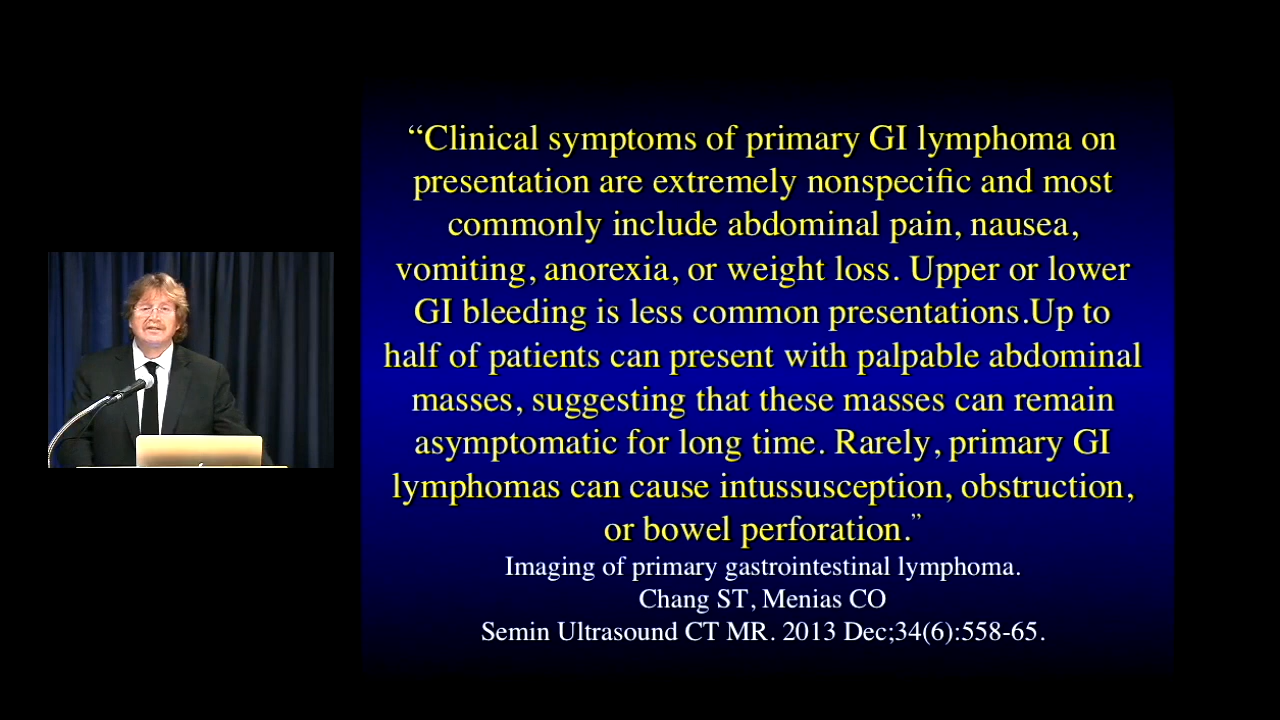 “Clinical symptoms of primary GI lymphoma on
presentation are extremely nonspecific and most
commonly include abdominal pain, nausea,
vomiting, anorexia, or weight loss. Upper or lower
GI bleeding is less common presentations.Up to
half of patients can present with palpable abdominal
masses, suggesting that these masses can remain
asymptomatic for long time. Rarely, primary GI
lymphomas can cause intussusception, obstruction,
or bowel perforation.”
Imaging of primary gastrointestinal lymphoma.
Chang ST, Menias CO
Semin Ultrasound CT MR. 2013 Dec;34(6):558-65.